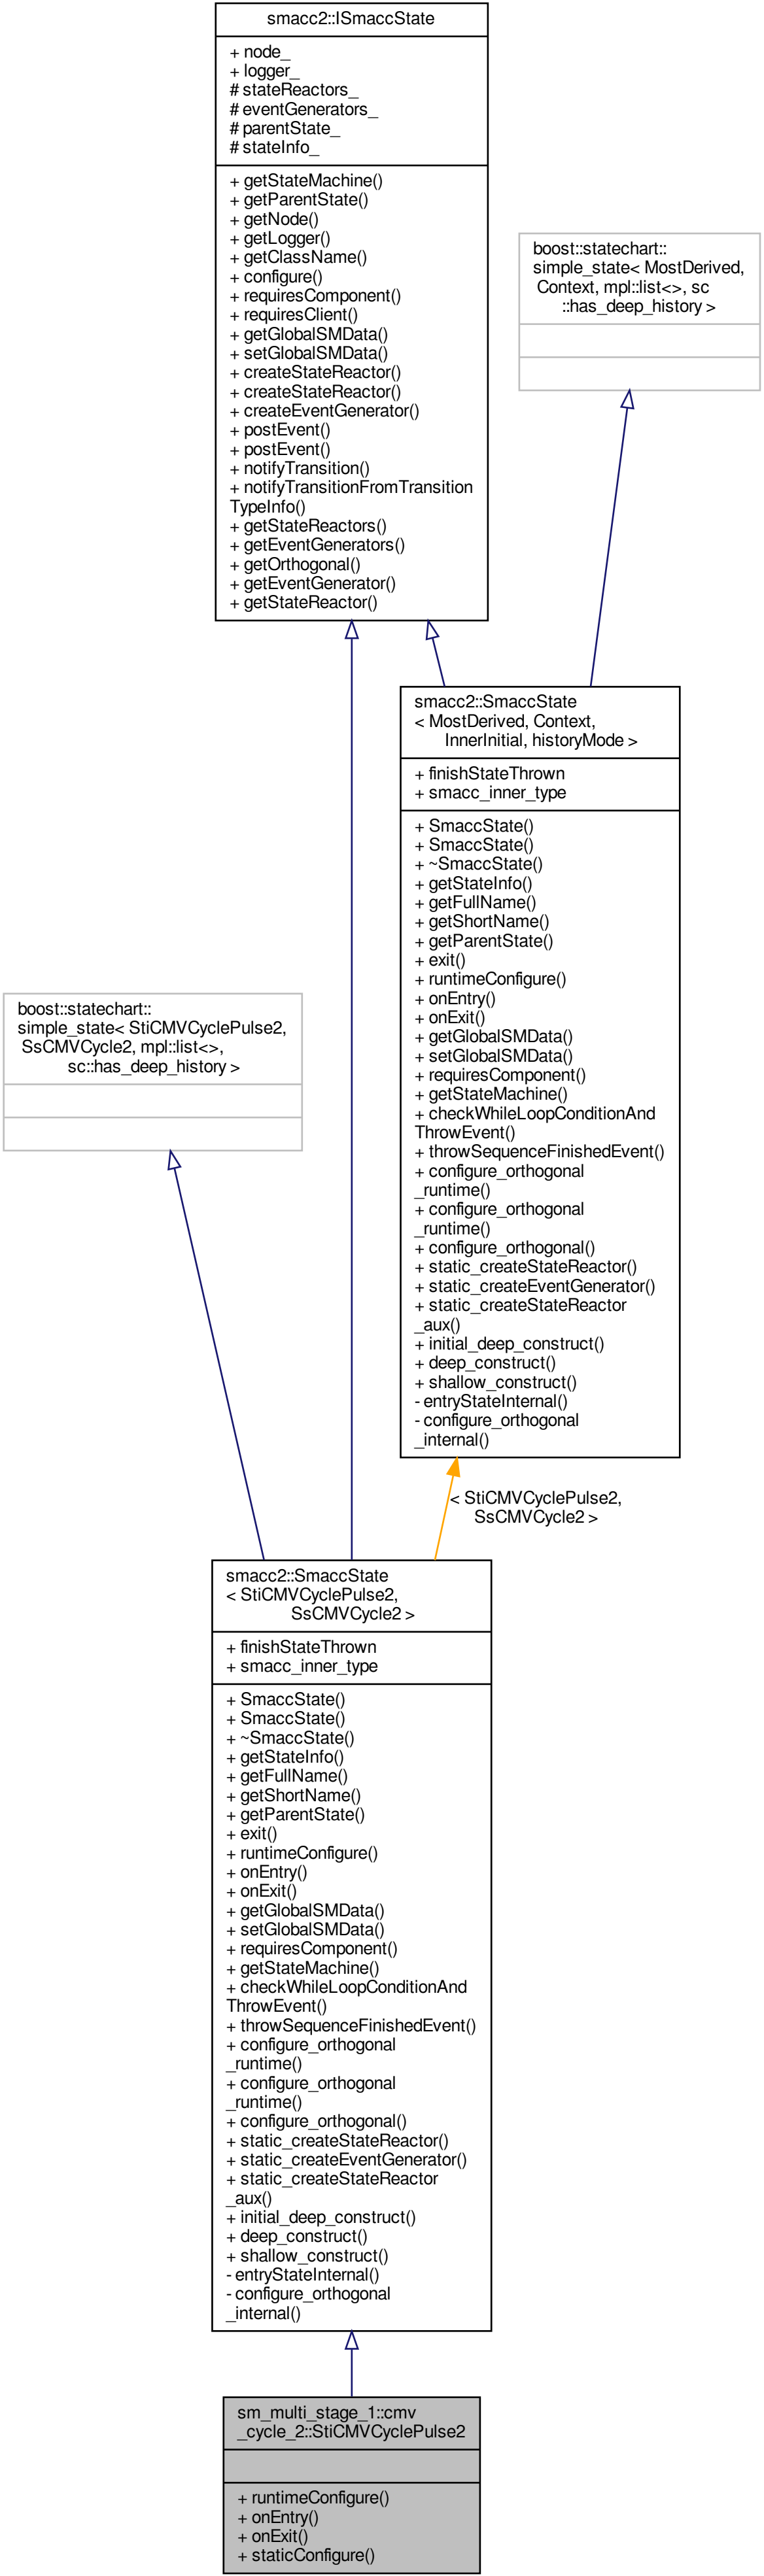 smacc2::ISmaccState
+ node_
+ logger_
# stateReactors_
# eventGenerators_
# parentState_
# stateInfo_
+ getStateMachine()
+ getParentState()
+ getNode()
+ getLogger()
+ getClassName()
+ configure()
+ requiresComponent()
+ requiresClient()
+ getGlobalSMData()
+ setGlobalSMData()
+ createStateReactor()
+ createStateReactor()
+ createEventGenerator()
+ postEvent()
+ postEvent()
+ notifyTransition()
+ notifyTransitionFromTransition
TypeInfo()
+ getStateReactors()
+ getEventGenerators()
+ getOrthogonal()
+ getEventGenerator()
+ getStateReactor()
boost::statechart::
simple_state< MostDerived,
Context, mpl::list<>, sc
::has_deep_history >
smacc2::SmaccState
< MostDerived, Context,
InnerInitial, historyMode >
+ finishStateThrown
+ smacc_inner_type
+ SmaccState()
+ SmaccState()
+ ~SmaccState()
+ getStateInfo()
+ getFullName()
+ getShortName()
+ getParentState()
+ exit()
+ runtimeConfigure()
+ onEntry()
+ onExit()
+ getGlobalSMData()
+ setGlobalSMData()
+ requiresComponent()
+ getStateMachine()
+ checkWhileLoopConditionAnd
ThrowEvent()
+ throwSequenceFinishedEvent()
+ configure_orthogonal
_runtime()
+ configure_orthogonal
_runtime()
+ configure_orthogonal()
+ static_createStateReactor()
+ static_createEventGenerator()
+ static_createStateReactor
_aux()
+ initial_deep_construct()
+ deep_construct()
+ shallow_construct()
- entryStateInternal()
- configure_orthogonal
_internal()
boost::statechart::
simple_state< StiCMVCyclePulse2,
SsCMVCycle2, mpl::list<>,
sc::has_deep_history >
< StiCMVCyclePulse2,
SsCMVCycle2 >
smacc2::SmaccState
< StiCMVCyclePulse2,
SsCMVCycle2 >
+ finishStateThrown
+ smacc_inner_type
+ SmaccState()
+ SmaccState()
+ ~SmaccState()
+ getStateInfo()
+ getFullName()
+ getShortName()
+ getParentState()
+ exit()
+ runtimeConfigure()
+ onEntry()
+ onExit()
+ getGlobalSMData()
+ setGlobalSMData()
+ requiresComponent()
+ getStateMachine()
+ checkWhileLoopConditionAnd
ThrowEvent()
+ throwSequenceFinishedEvent()
+ configure_orthogonal
_runtime()
+ configure_orthogonal
_runtime()
+ configure_orthogonal()
+ static_createStateReactor()
+ static_createEventGenerator()
+ static_createStateReactor
_aux()
+ initial_deep_construct()
+ deep_construct()
+ shallow_construct()
- entryStateInternal()
- configure_orthogonal
_internal()
sm_multi_stage_1::cmv
_cycle_2::StiCMVCyclePulse2
+ runtimeConfigure()
+ onEntry()
+ onExit()
+ staticConfigure()